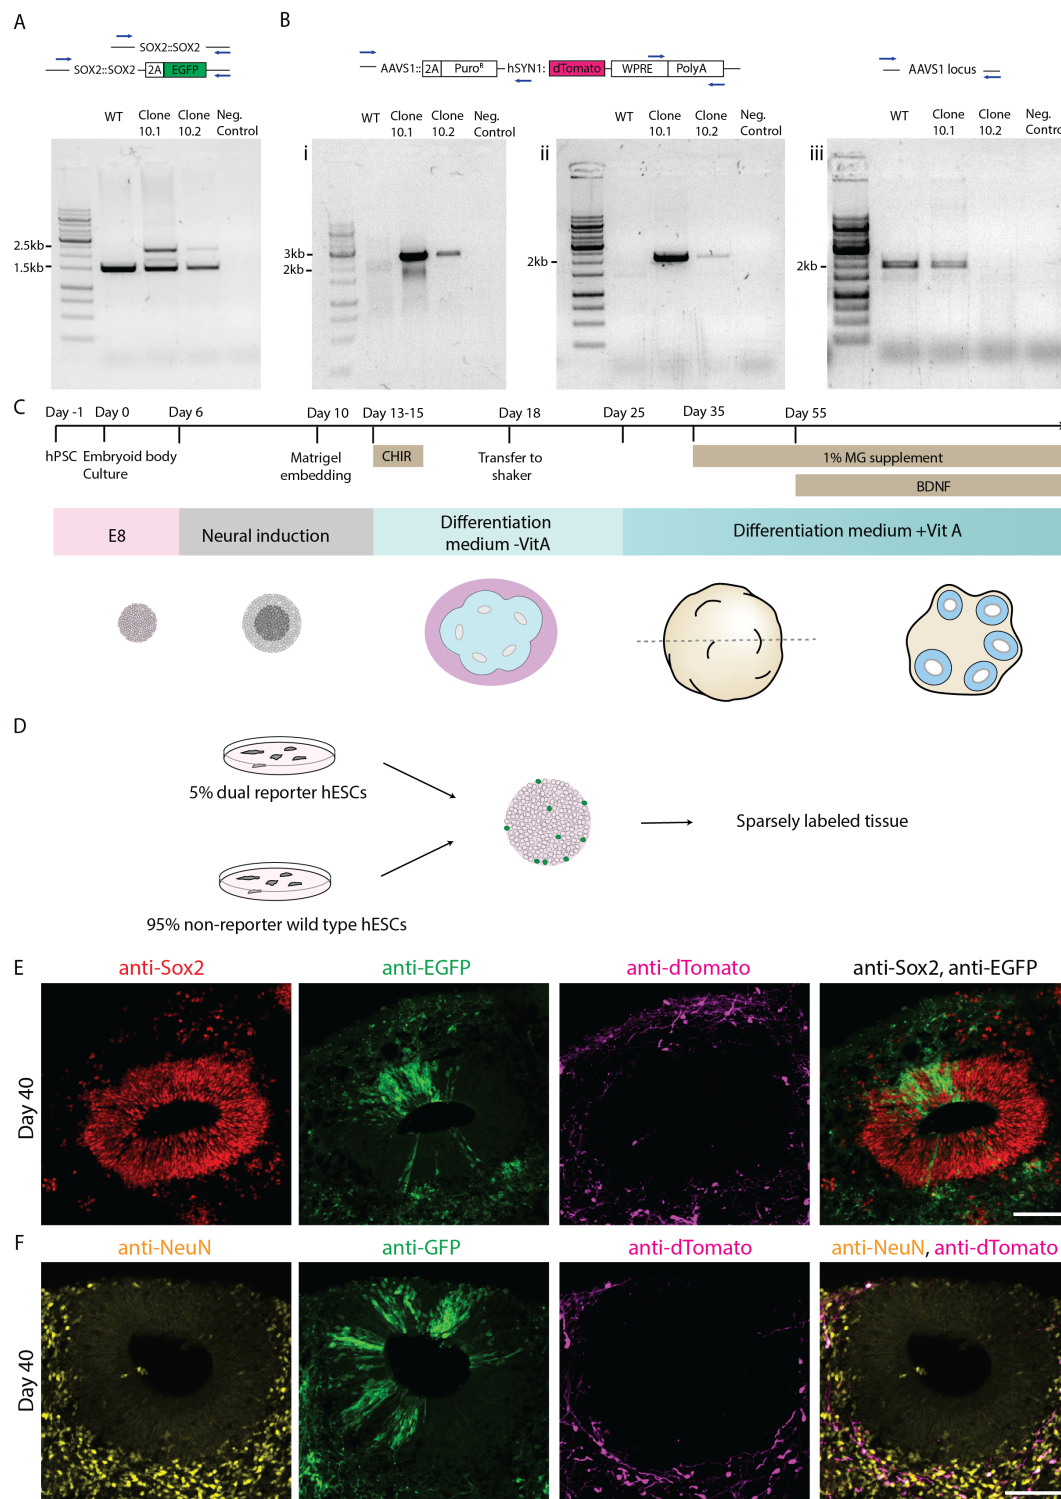 A
SOX2::SOX2
SOX2::SOX2
2A
EGFP
WT
Clone
10.1
Clone
10.2
Neg.
Control
2.5kb
1.5kb
B
AAVS1::
2A
Puroᴿ
hSYN1:
dTomato
WPRE
PolyA
AAVS1 locus
i
WT
Clone
10.1
Clone
10.2
Neg.
Control
3kb
2kb
ii
WT
Clone
10.1
Clone
10.2
Neg.
Control
2kb
iii
WT
Clone
10.1
Clone
10.2
Neg.
Contro
2kb
C
Day -1
Day 0
Day 6
Day 10
Day 13-15
Day 18
Day 25
Day 35
Day 55
hPSC
Embryoid body
Culture
Matrigel
embedding
CHIR
Transfer to
shaker
1% MG supplement
BDNF
E8
Neural induction
Differentiation
medium -VitA
Differentiation medium +Vit A
D
5% dual reporter hESCs
95% non-reporter wild type hESCs
Sparsely labeled tissue
E
anti-Sox2
anti-EGFP
anti-dTomato
anti-Sox2, anti-EGFP
Day 40
F
anti-NeuN
anti-GFP
anti-dTomato
anti-NeuN, anti-dTomato
Day 40